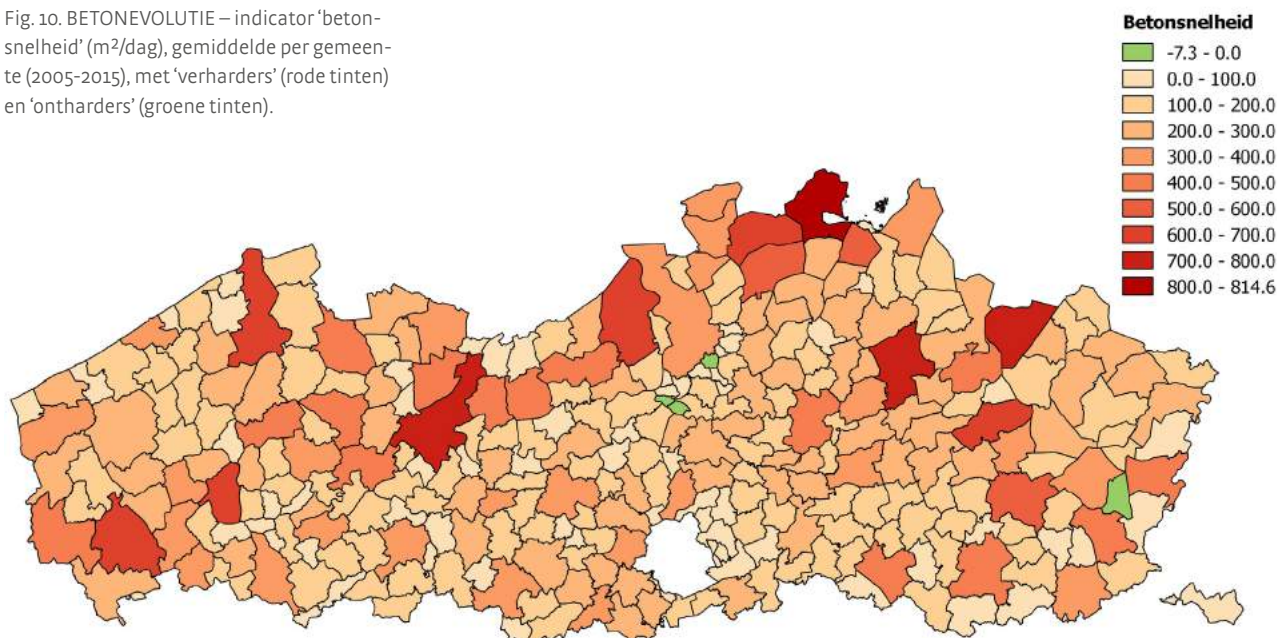 Fig. 10. BETONEVOLUTIE – indicator ‘beton-
snelheid’ (m²/dag), gemiddelde per gemeen-
te (2005-2015), met ‘verharders’ (rode tinten)
en ‘ontharders’ (groene tinten).
Betonsnelheid
-7.3 - 0.0
0.0 - 100.0
100.0 - 200.0
200.0 - 300.0
300.0 - 400.0
400.0 - 500.0
500.0 - 600.0
600.0 - 700.0
700.0 - 800.0
800.0 - 814.6